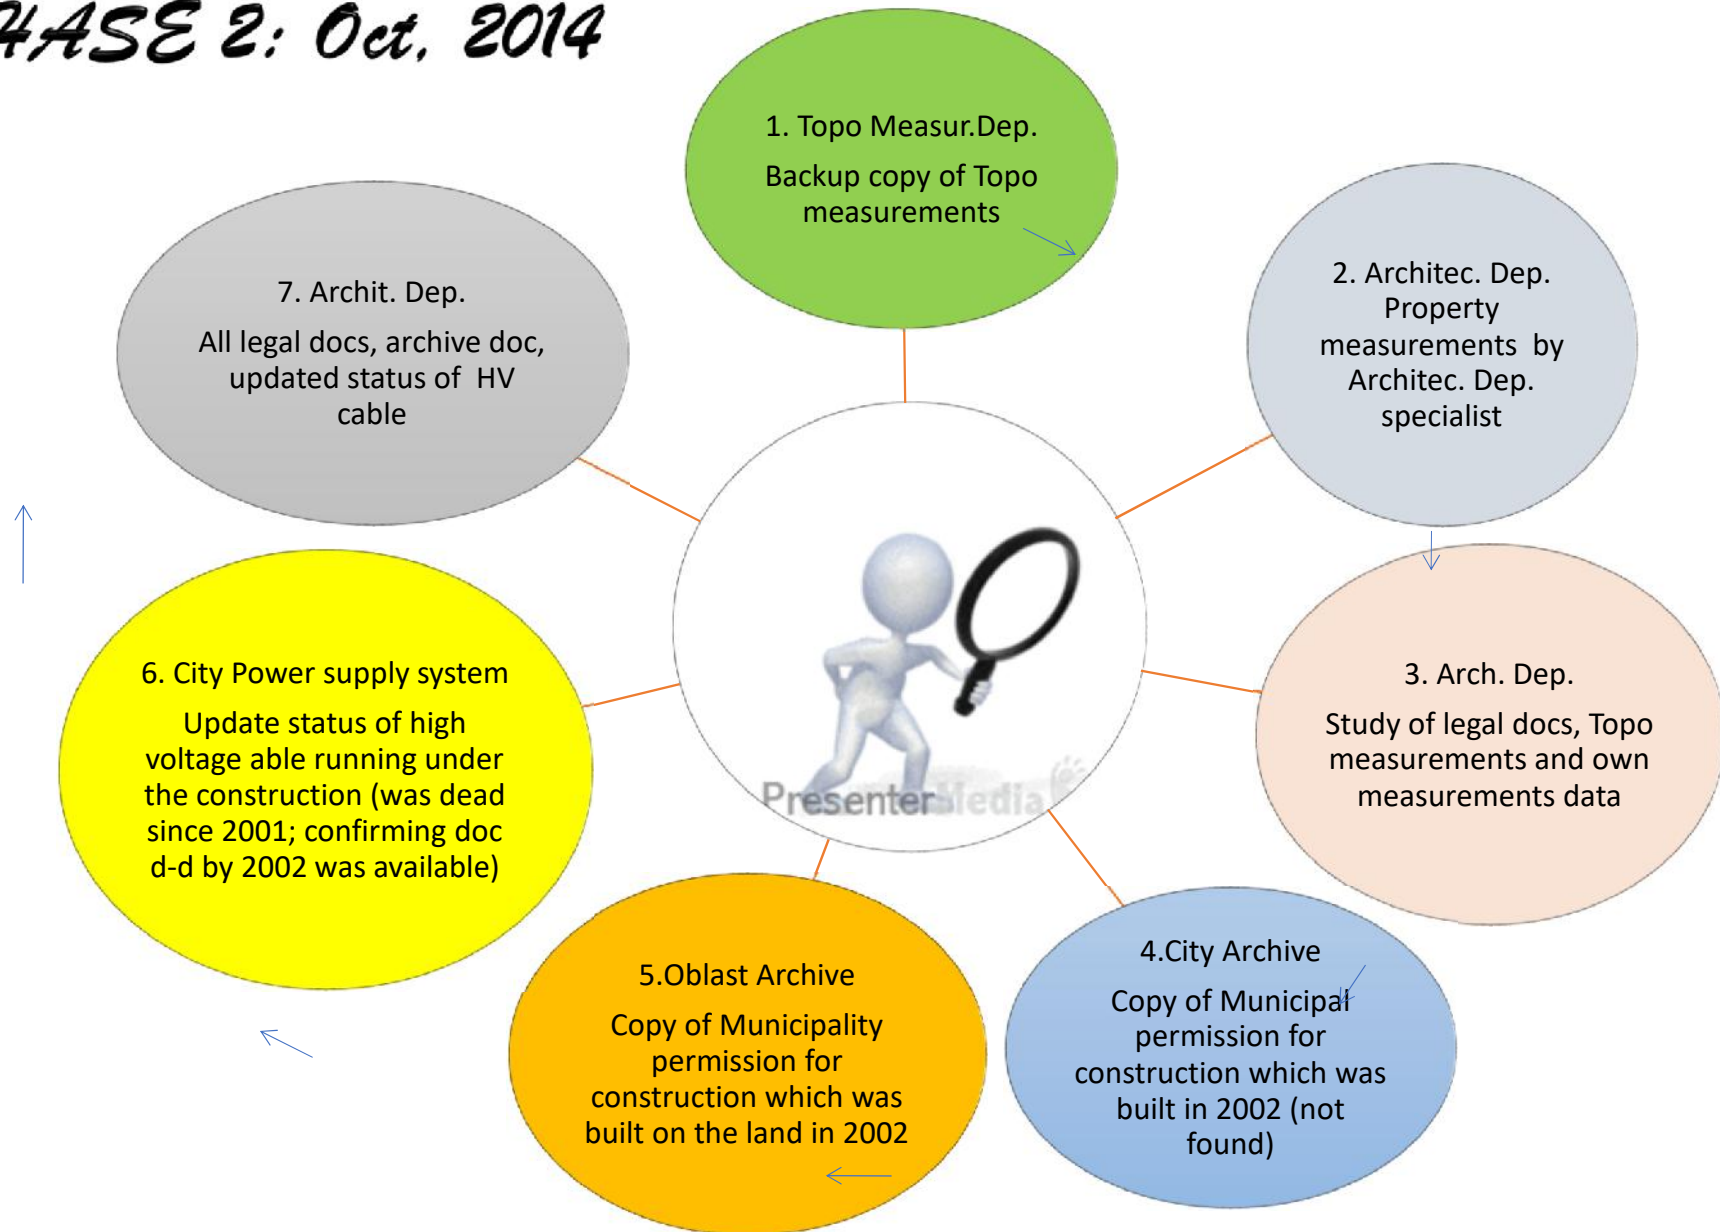 HASE 2: Oct, 2014
1. Topo Measur.Dep.
Backup copy of Topo
measurements
2. Architec. Dep.
Property
measurements by
Architec. Dep.
specialist
3. Arch. Dep.
Study of legal docs, Topo
measurements and own
measurements data
4.City Archive
Copy of Municipal
permission for
construction which was
built in 2002 (not
found)
5.Oblast Archive
Copy of Municipality
permission for
construction which was
built on the land in 2002
6. City Power supply system
Update status of high
voltage able running under
the construction (was dead
since 2001; confirming doc
d-d by 2002 was available)
7. Archit. Dep.
All legal docs, archive doc,
updated status of HV
cable
PresenterMedia